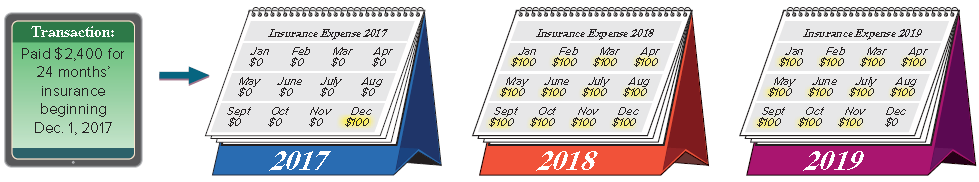 Transaction:
Paid $2,400 for
24 months'
insurance
beginning
Dec. 1, 2017
Insurance Expense 2017
Jan Feb Mar Apr
$0 $0 $0 $0
May June July Aug
$0 $0 $0 $0
Sept Oct Nov Dec
$0 $0 $0 $100
2017
Insurance Expense 2018
Jan Feb Mar Apr
$100 $100 $100 $100
May June July Aug
$100 $100 $100 $100
Sept Oct Nov Dec
$100 $100 $100 $100
2018
Insurance Expense 2019
Jan Feb Mar Apr
$100 $100 $100 $100
May June July Aug
$100 $100 $100 $100
Sept Oct Nov Dec
$100 $100 $100 $0
2019